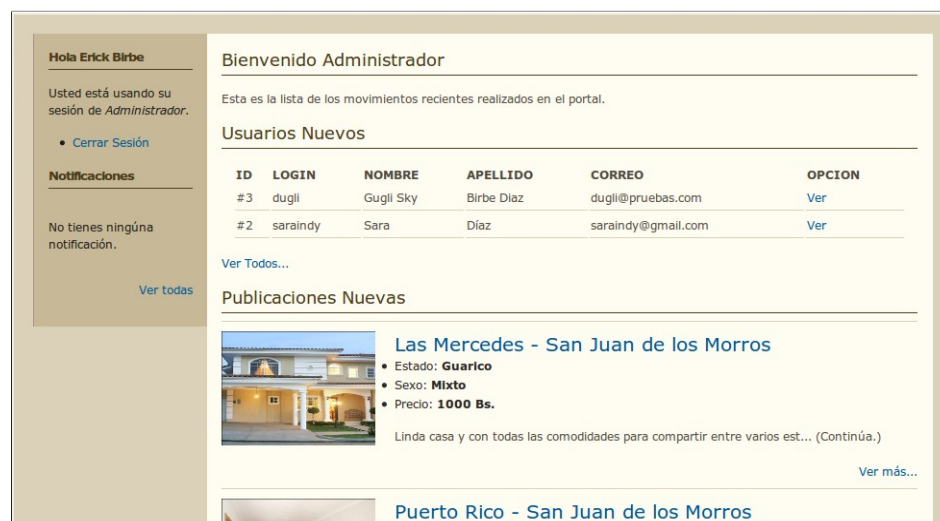 Hola Erick Birbe
Usted está usando su
sesión de Administrador.
Cerrar Sesión
Notificaciones
No tienes ningúna
notificación.
Ver todas
Bienvenido Administrador
Esta es la lista de los movimientos recientes realizados en el portal.
Usuarios Nuevos
ID LOGIN NOMBRE APELLIDO CORREO OPCION
#3 dugli Gugli Sky Birbe Diaz dugli@pruebas.com Ver
#2 saraindy Sara Díaz saraindy@gmail.com Ver
Ver Todos...
Publicaciones Nuevas
Las Mercedes - San Juan de los Morros
Estado: Guarico
Sexo: Mixto
Precio: 1000 Bs.
Linda casa y con todas las comodidades para compartir entre varios est... (Continúa.)
Ver más...
Puerto Rico - San Juan de los Morros